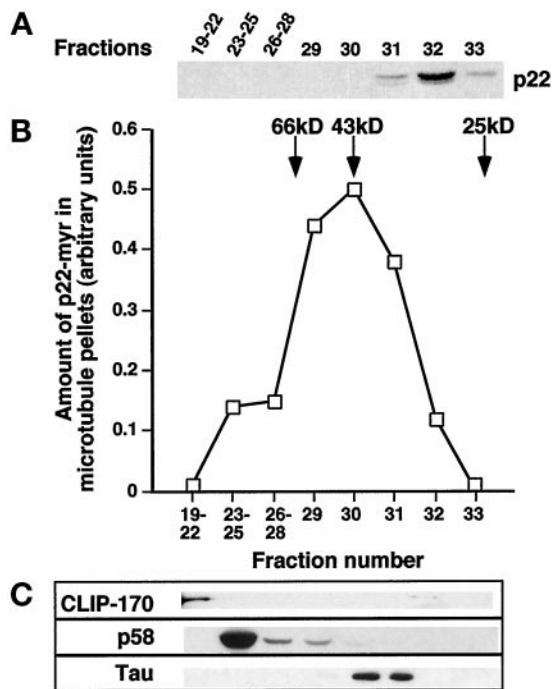 A
Fractions 19-22 23-25 26-28 29 30 31 32 33
p22
B
66kD 43kD 25kD
Amount of p22-myr in
microtubule pellets (arbitrary units)
0.6
0.5
0.4
0.3
0.2
0.1
0
19-22 23-25 26-28 29 30 31 32 33
Fraction number
C
CLIP-170
p58
Tau